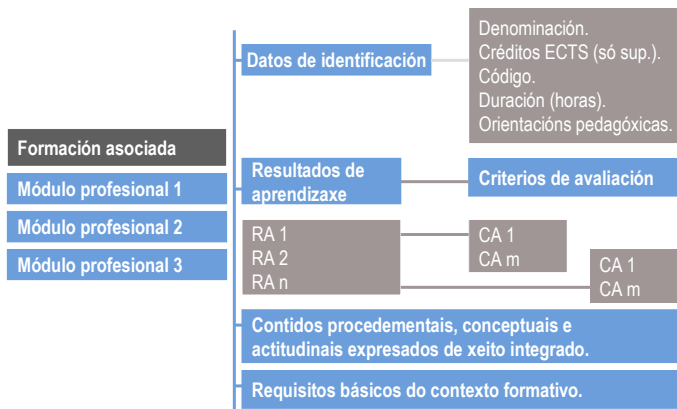 Formación asociada
Módulo profesional 1
Módulo profesional 2
Módulo profesional 3
Datos de identificación
Denominación.
Créditos ECTS (só sup.).
Código.
Duración (horas).
Orientacións pedagóxicas.
Resultados de
aprendizaxe
Criterios de avaliación
RA 1
RA 2
RA n
CA 1
CA m
CA 1
CA m
Contidos procedementais, conceptuais e
actitudinais expresados de xeito integrado.
Requisitos básicos do contexto formativo.